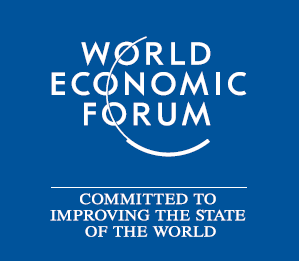 WORLD
ECONOMIC
FORUM
COMMITTED TO
IMPROVING THE STATE
OF THE WORLD